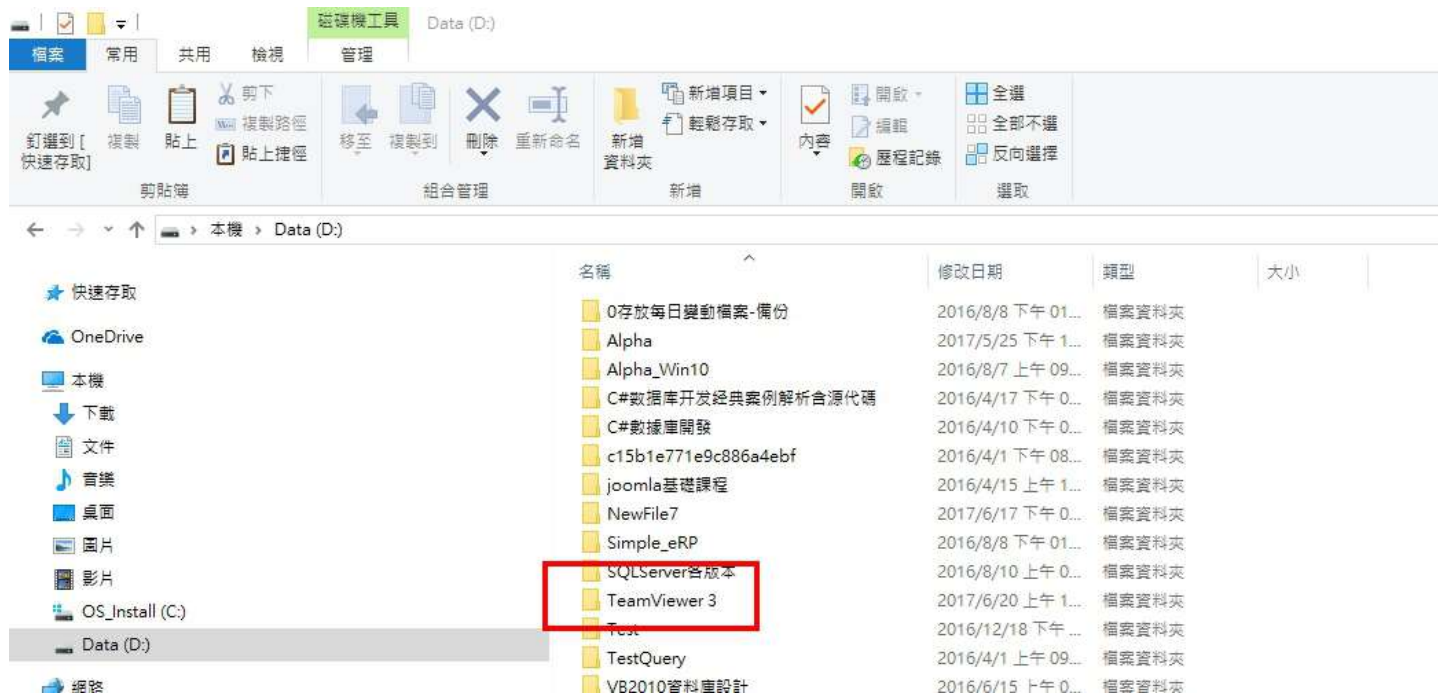 磁碟機工具 Data (D:)
檔案 常用 共用 檢視 管理
釘選到 [快速存取]
複製
貼上
剪下
複製路徑
貼上捷徑
移至
複製到
刪除
重新命名
新增
資料夾
新增項目
輕鬆存取
內容
開啟
編輯
歷程記錄
全選
全部不選
反向選擇
剪貼簿 組合管理 新增 開啟 選取
本機 › Data (D:)
快速存取
OneDrive
本機
下載
文件
音樂
桌面
圖片
影片
OS_Install (C:)
Data (D:)
網路
名稱 修改日期 類型 大小
0存放每日變動檔案-備份 2016/8/8 下午 01... 檔案資料夾
Alpha 2017/5/25 下午 1... 檔案資料夾
Alpha_Win10 2016/8/7 上午 09... 檔案資料夾
C#数据库开发经典案例解析含源代碼 2016/4/17 下午 0... 檔案資料夾
C#數據庫開發 2016/4/10 下午 0... 檔案資料夾
c15b1e771e9c886a4ebf 2016/4/1 下午 08... 檔案資料夾
joomla基礎課程 2016/4/15 上午 1... 檔案資料夾
NewFile7 2017/6/17 下午 0... 檔案資料夾
Simple_eRP 2016/8/8 下午 01... 檔案資料夾
SQLServer各版本 2016/8/10 上午 0... 檔案資料夾
TeamViewer 3 2017/6/20 上午 1... 檔案資料夾
Test 2016/12/18 下午 ... 檔案資料夾
TestQuery 2016/4/1 上午 09... 檔案資料夾
VB2010資料庫設計 2016/6/15 上午 0... 檔案資料夾